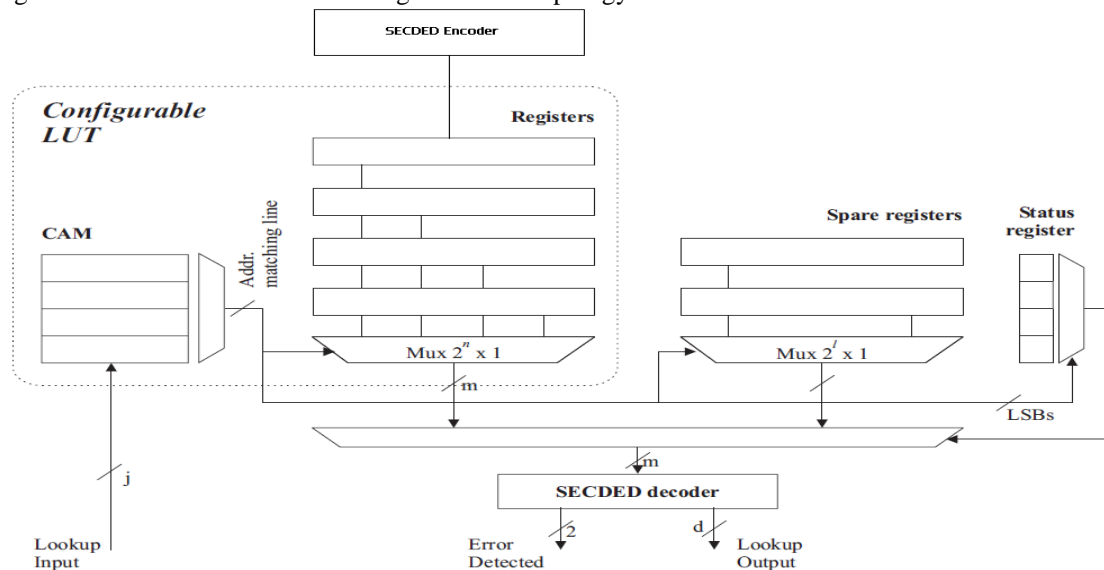 SECDED Encoder
Configurable
LUT
Registers
CAM
Addr.
matching line
Spare registers
Status
register
Mux 2^n x 1
Mux 2^l x 1
m
LSBs
j
m
SECDED decoder
2
d
Lookup
Input
Error
Detected
Lookup
Output